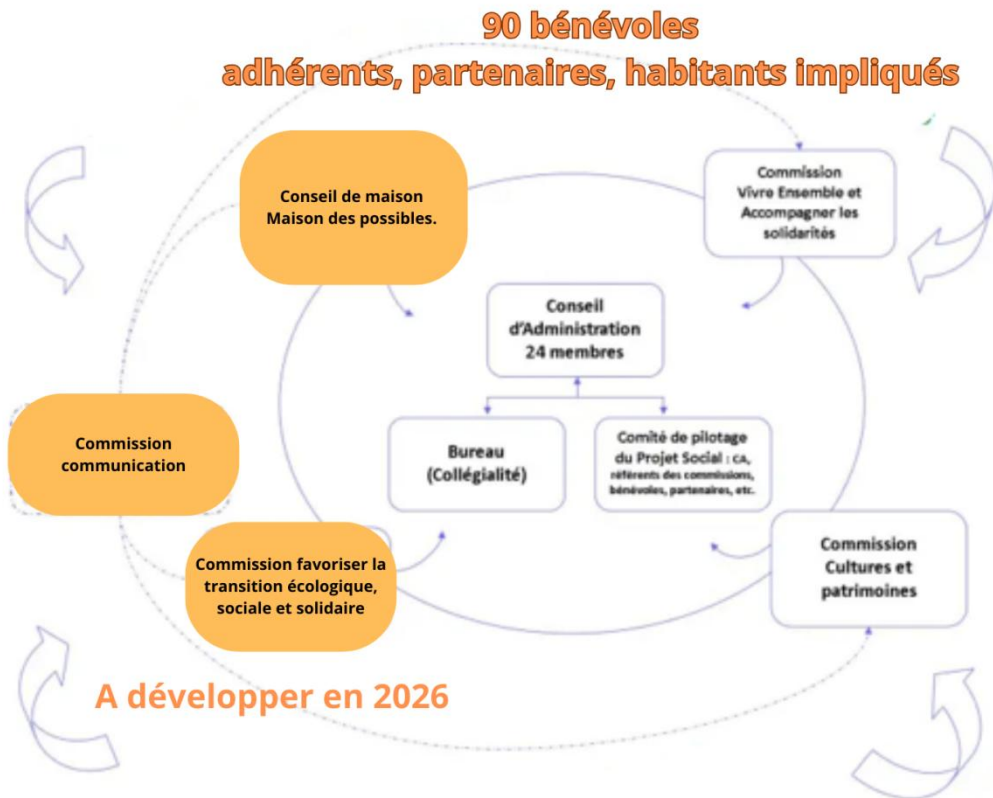 90 bénévoles
adhérents, partenaires, habitants impliqués
Conseil de maison
Maison des possibles.
Commission
Vivre Ensemble et
Accompagner les
solidarités
Conseil
d'Administration
24 membres
Commission
communication
Bureau
(Collégialité)
Comité de pilotage
du Projet Social : CA,
référents des commissions,
bénévoles, partenaires, etc.
Commission favoriser la
transition écologique,
sociale et solidaire
Commission
Cultures et
patrimoines
A développer en 2026